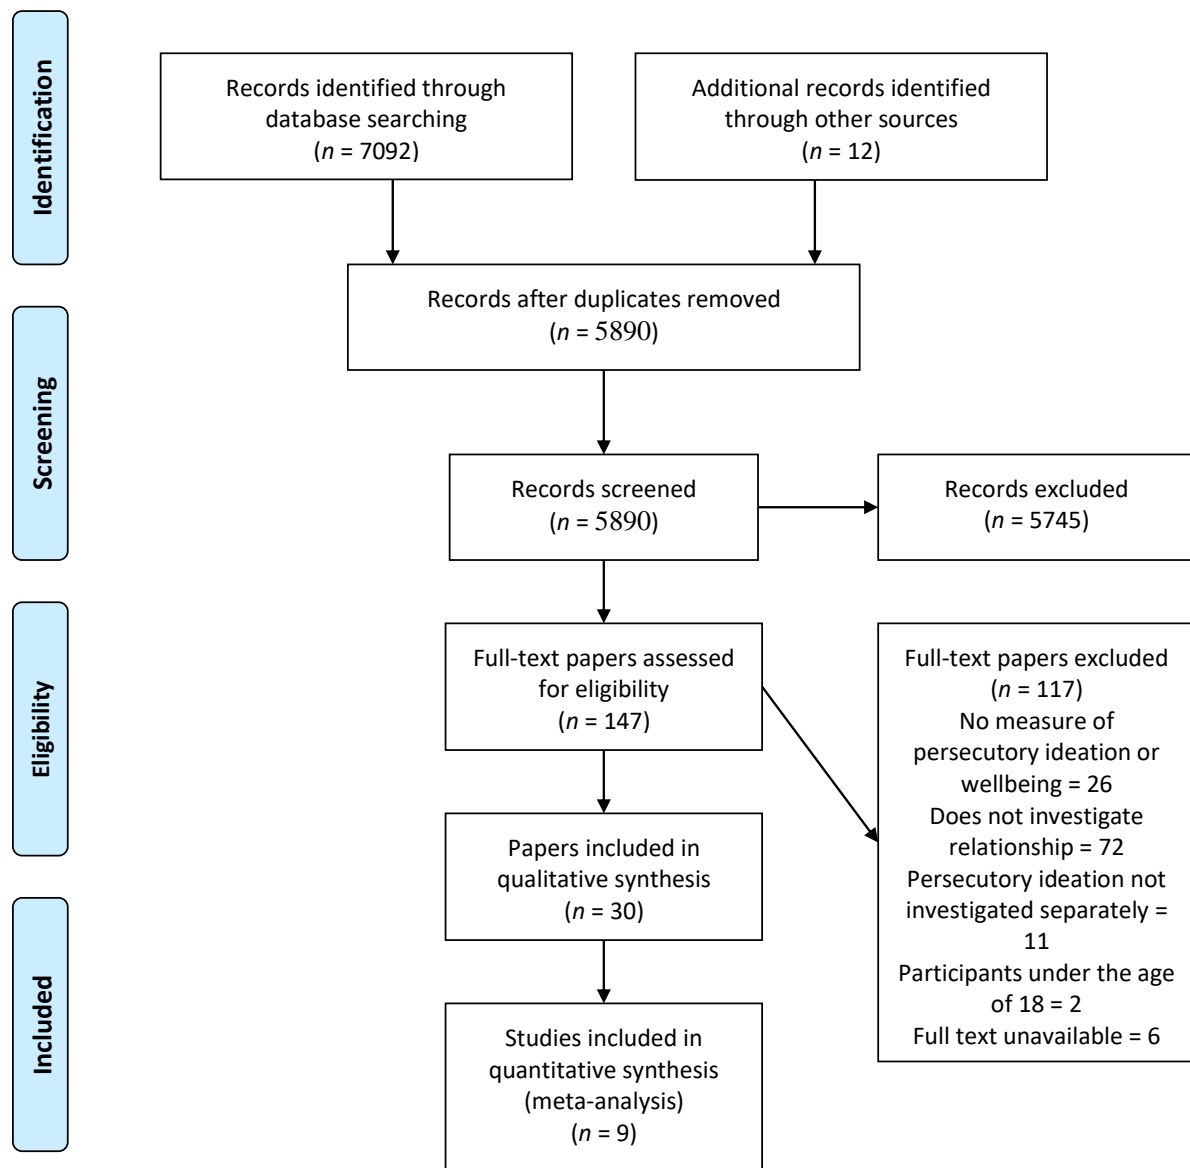 Identification
Records identified through
database searching
(n = 7092)
Additional records identified
through other sources
(n = 12)
Records after duplicates removed
(n = 5890)
Screening
Records screened
(n = 5890)
Records excluded
(n = 5745)
Eligibility
Full-text papers assessed
for eligibility
(n = 147)
Full-text papers excluded
(n = 117)
No measure of
persecutory ideation or
wellbeing = 26
Does not investigate
relationship = 72
Persecutory ideation not
investigated separately =
11
Participants under the age
of 18 = 2
Full text unavailable = 6
Papers included in
qualitative synthesis
(n = 30)
Included
Studies included in
quantitative synthesis
(meta-analysis)
(n = 9)